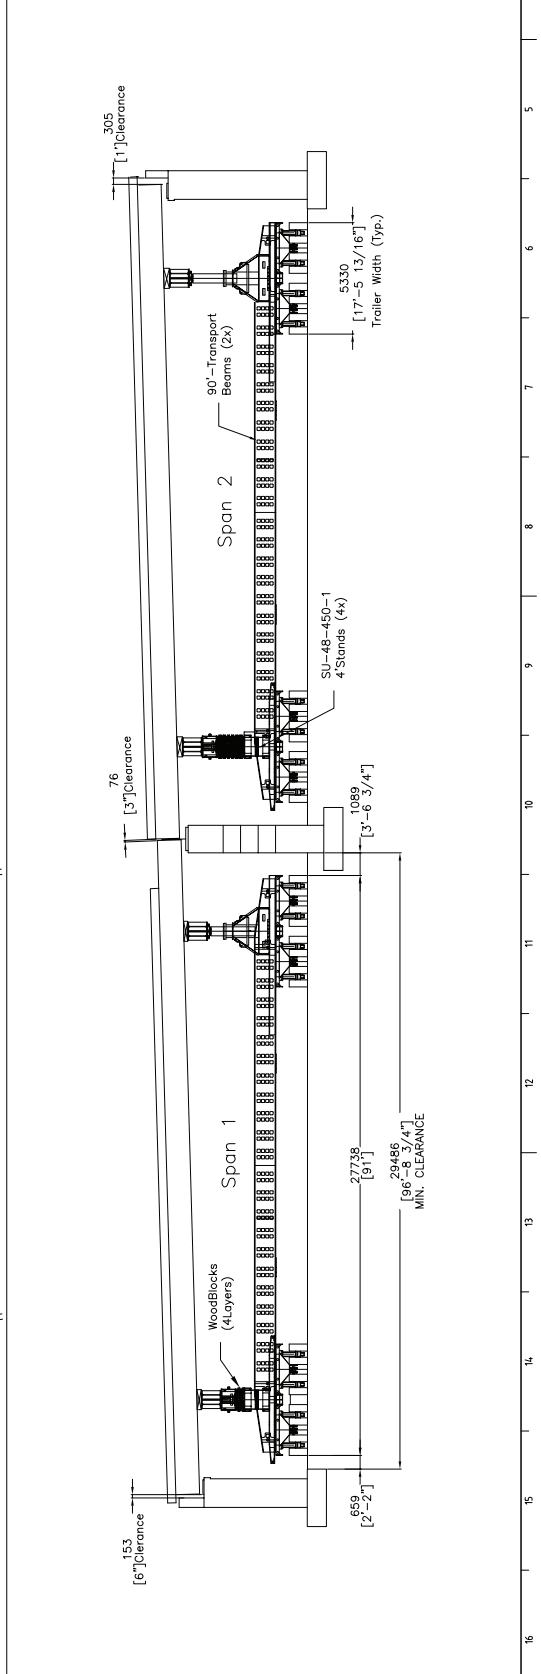 153
[6"]Clerance
76
[3"]Clearance
305
[1']Clearance
WoodBlocks
(4Layers)
90'-Transport
Beams (2x)
Span 1
Span 2
SU-48-450-1
4'Stands (4x)
659
[2'-2"]
27738
[91']
1089
[3'-6 3/4"]
5330
[17'-5 13/16"]
Trailer Width (Typ.)
29486
[96'-8 3/4"]
MIN. CLEARANCE
16
15
14
13
12
11
10
9
8
7
6
5